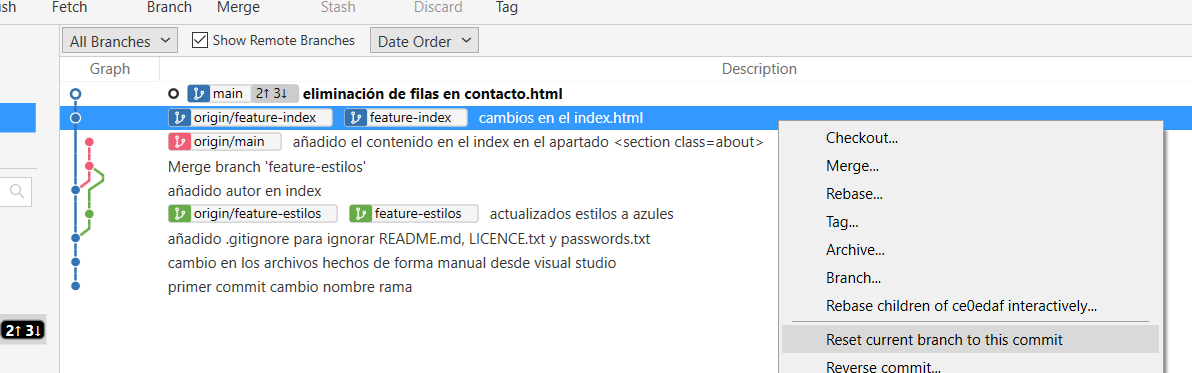 Fetch Branch Merge Stash Discard Tag
All Branches Show Remote Branches Date Order
Graph Description
main 2↑ 3↓ eliminación de filas en contacto.html
origin/feature-index feature-index cambios en el index.html
origin/main añadido el contenido en el index en el apartado <section class=about>
Merge branch 'feature-estilos'
añadido autor en index
origin/feature-estilos feature-estilos actualizados estilos a azules
añadido .gitignore para ignorar README.md, LICENCE.txt y passwords.txt
cambio en los archivos hechos de forma manual desde visual studio
primer commit cambio nombre rama
2↑ 3↓
Checkout...
Merge...
Rebase...
Tag...
Archive...
Branch...
Rebase children of ce0edaf interactively...
Reset current branch to this commit
Reverse commit...